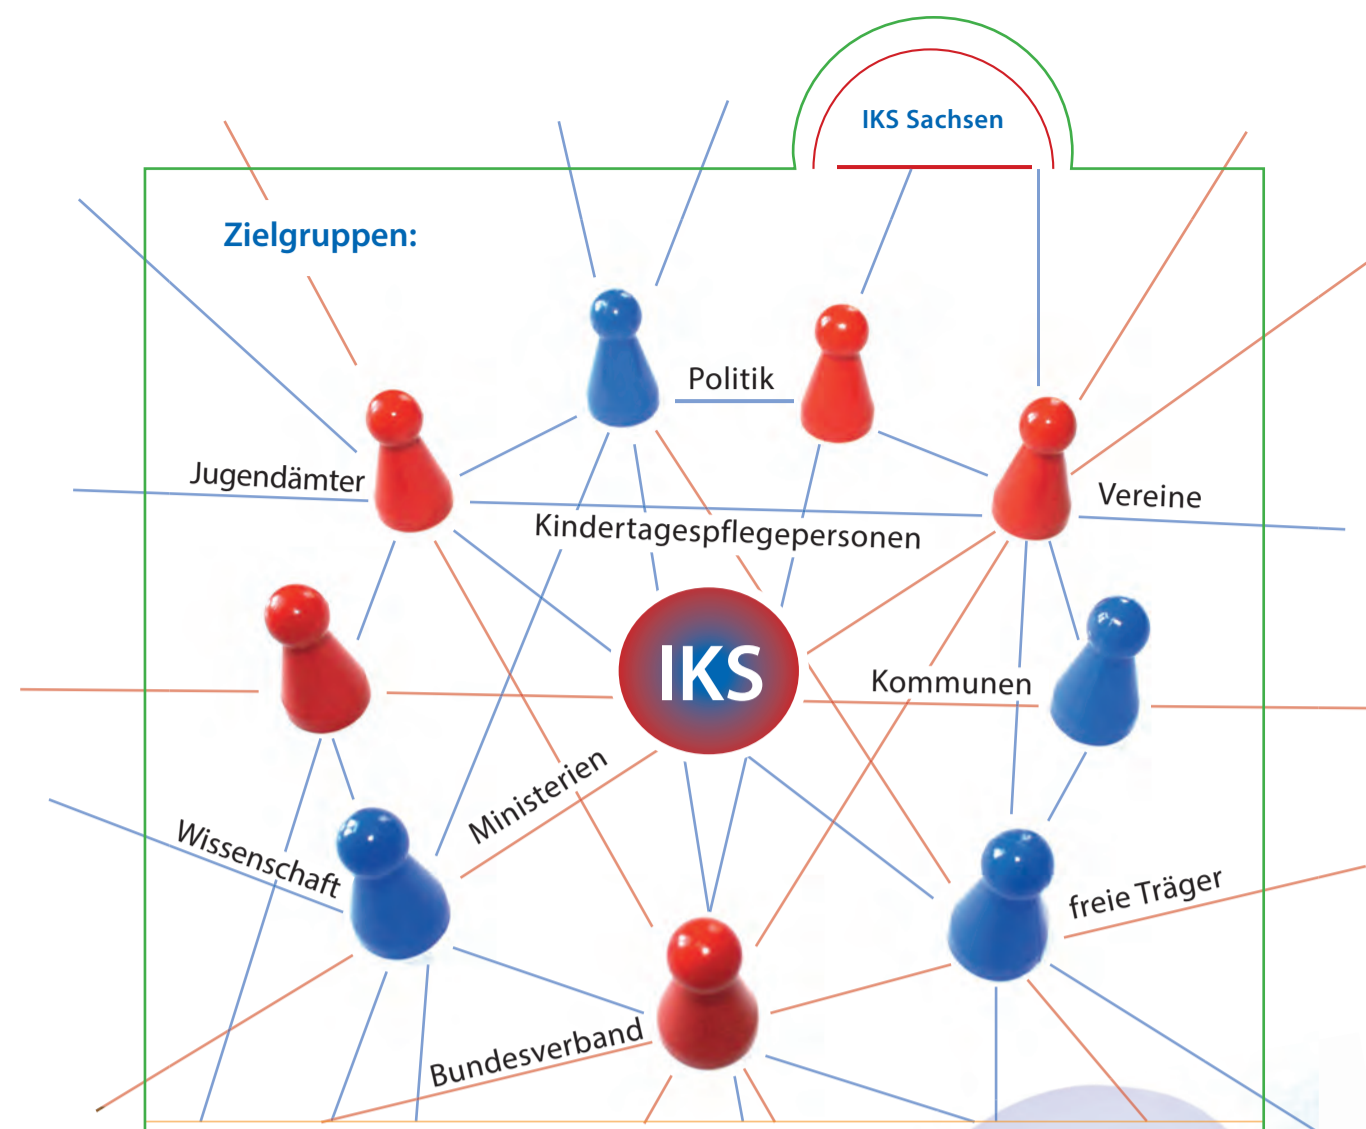 IKS Sachsen
Zielgruppen:
Politik
Jugendämter
Vereine
Kindertagespflegepersonen
IKS
Kommunen
Ministerien
Wissenschaft
freie Träger
Bundesverband